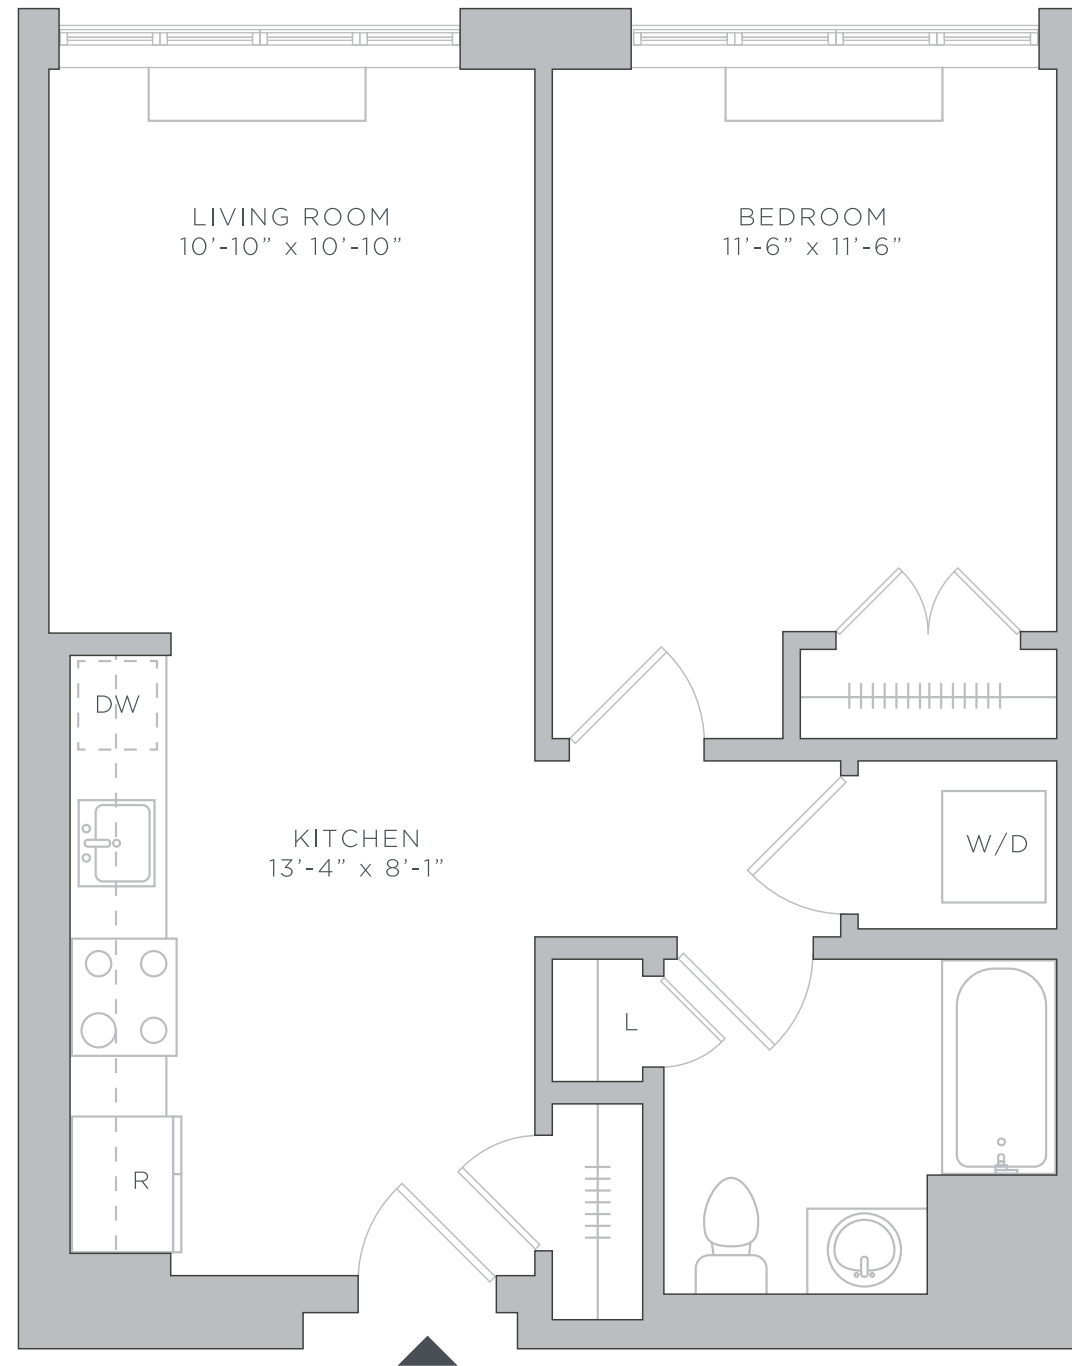 LIVING ROOM
10’-10” x 10’-10”
BEDROOM
11’-6” x 11’-6”
DW
KITCHEN
13’-4” x 8’-1”
W/D
L
R